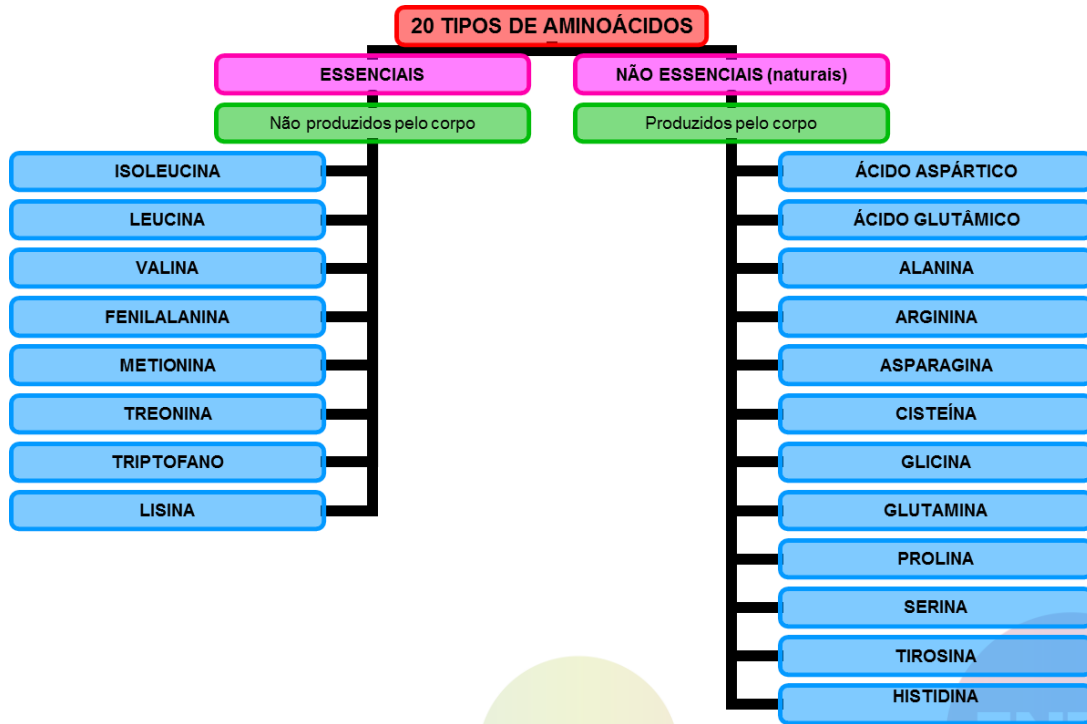 20 TIPOS DE AMINOÁCIDOS
ESSENCIAIS
NÃO ESSENCIAIS (naturais)
Não produzidos pelo corpo
Produzidos pelo corpo
ISOLEUCINA
LEUCINA
VALINA
FENILALANINA
METIONINA
TREONINA
TRIPTOFANO
LISINA
ÁCIDO ASPÁRTICO
ÁCIDO GLUTÂMICO
ALANINA
ARGININA
ASPARAGINA
CISTEÍNA
GLICINA
GLUTAMINA
PROLINA
SERINA
TIROSINA
HISTIDINA